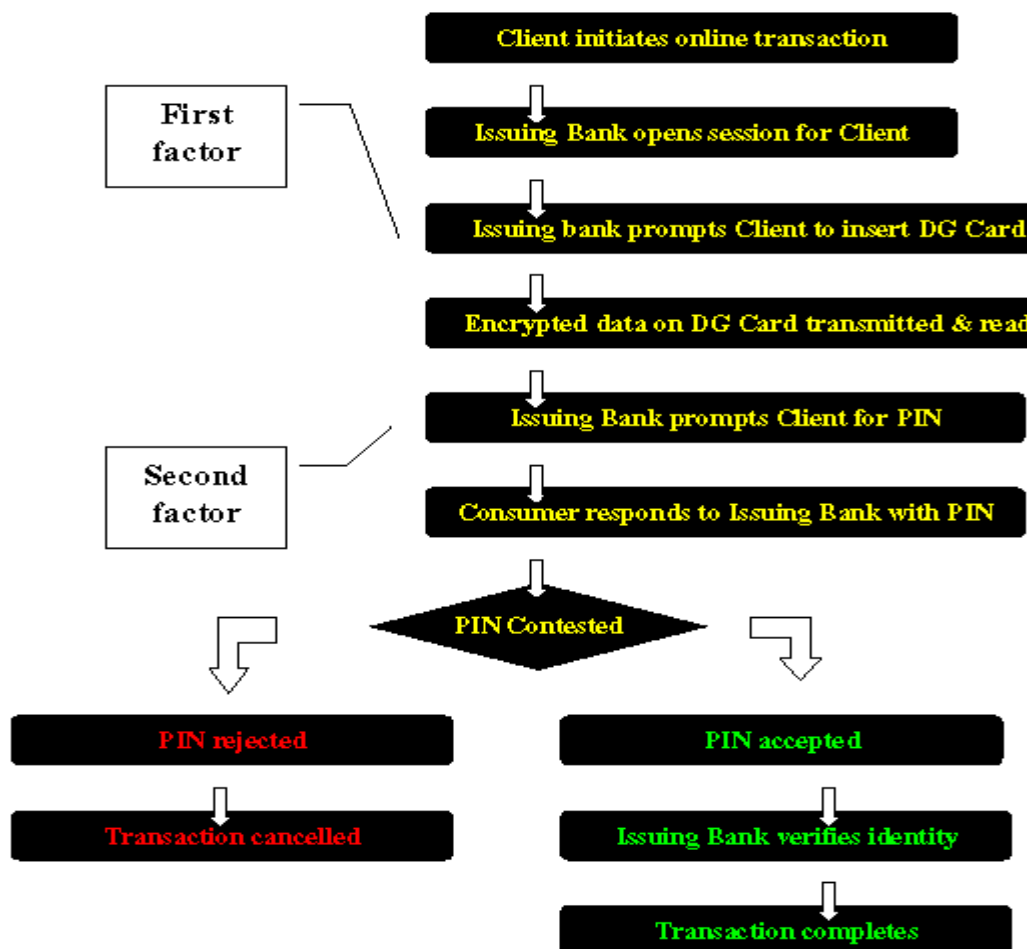 Client initiates online transaction
First
factor
Issuing Bank opens session for Client
Issuing bank prompts Client to insert DG Card
Encrypted data on DG Card transmitted & read
Issuing Bank prompts Client for PIN
Second
factor
Consumer responds to Issuing Bank with PIN
PIN Contested
PIN rejected
PIN accepted
Transaction cancelled
Issuing Bank verifies identity
Transaction completes